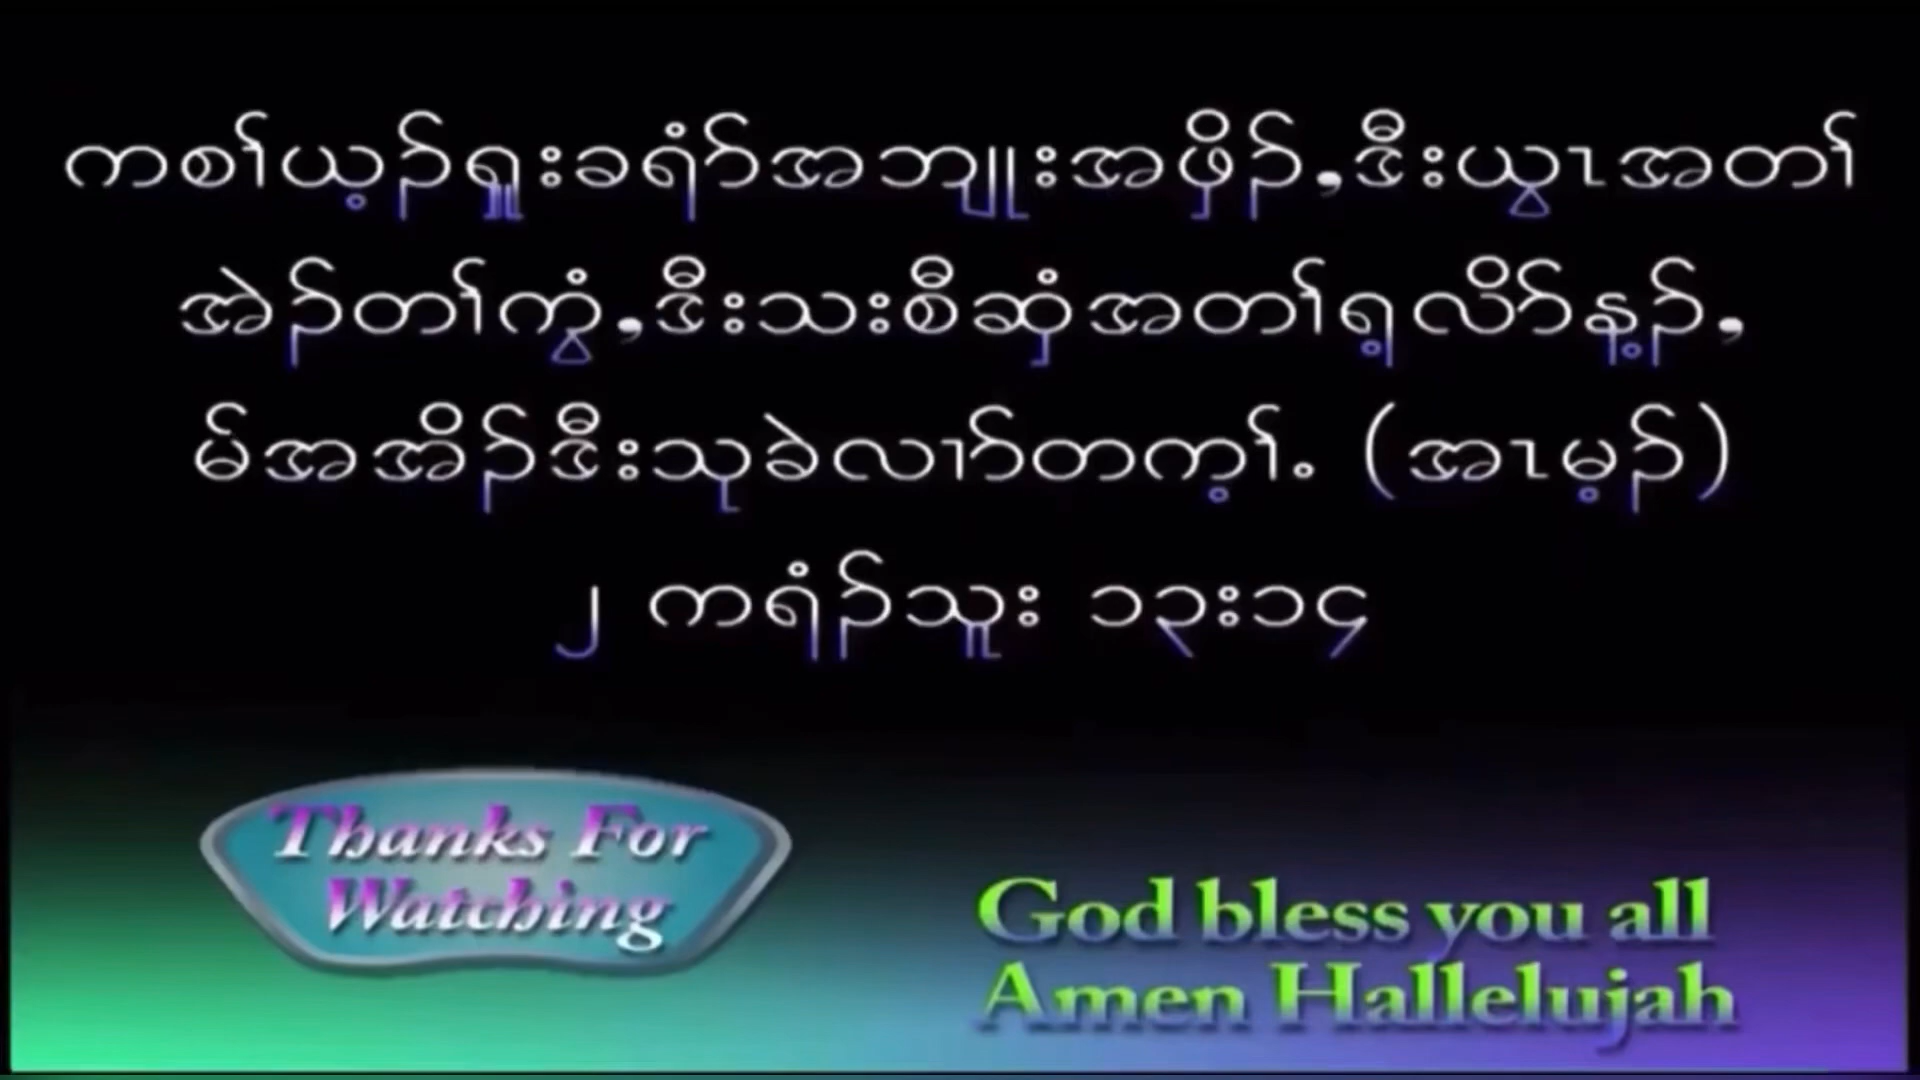 ကစၢ်ယ့ၣ်ရှူးခရံာ်အဘျုးအဖှိၣ်,ဒီးယွၤအတၢ်
အဲၣ်တၢ်ကွံ,ဒီးသးစီဆှံအတၢ်ရ့လိာ်န့ၣ်,
မ်အအိၣ်ဒီးသုခဲလၢာ်တက့ၢ်. (အၤမ့ၣ်)
၂ ကရံၣ်သူး ၁၃း၁၄
Thanks For
Watching
God bless you all
Amen Hallelujah